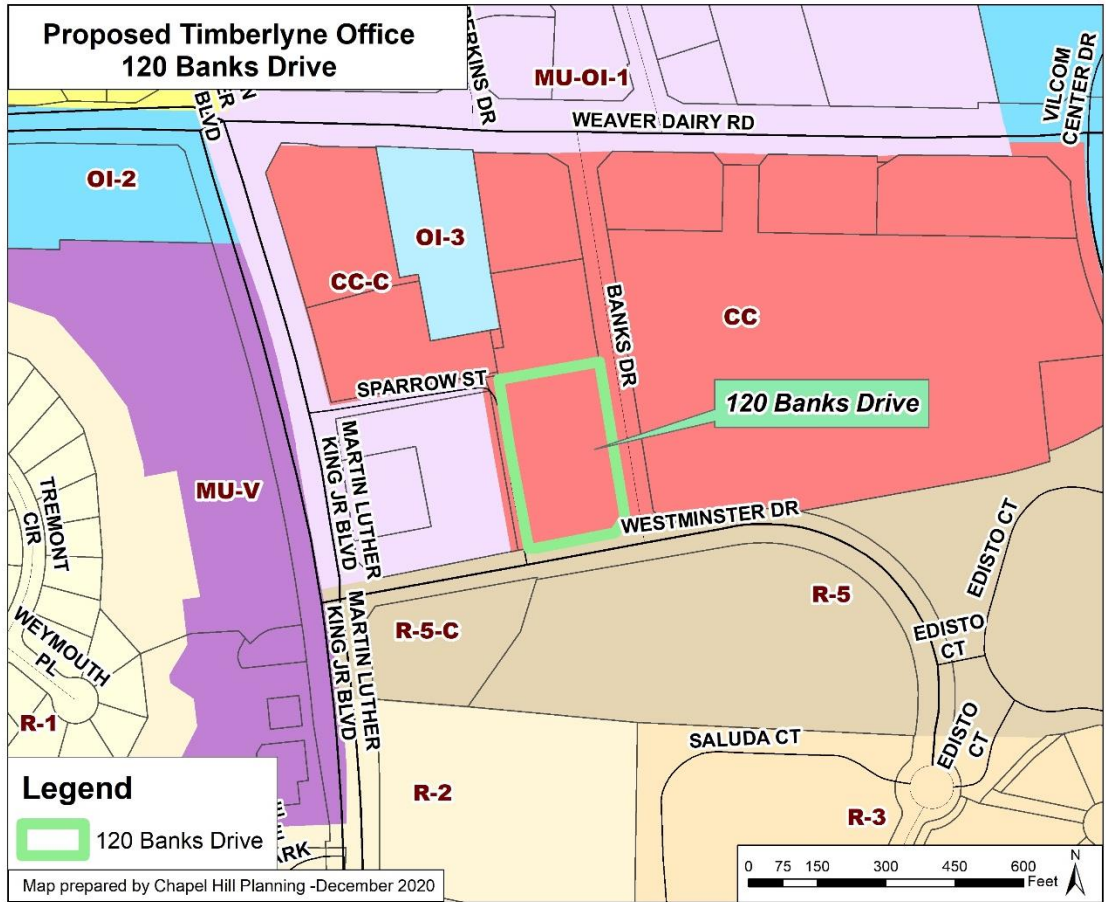 Proposed Timberlyne Office
120 Banks Drive
PERKINS DR
MU-OI-1
VILCOM
CENTER DR
BLVD
WEAVER DAIRY RD
OI-2
OI-3
CC-C
BANKS DR
CC
SPARROW ST
120 Banks Drive
MARTIN LUTHER
KING JR BLVD
MU-V
TREMONT
CIR
WESTMINSTER DR
EDISTO CT
WEYMOUTH
PL
R-5
R-5-C
EDISTO
CT
MARTIN LUTHER
KING JR BLVD
R-1
SALUDA CT
EDISTO
CT
R-2
R-3
Legend
120 Banks Drive
Map prepared by Chapel Hill Planning -December 2020
0 75 150 300 450 600
Feet
N